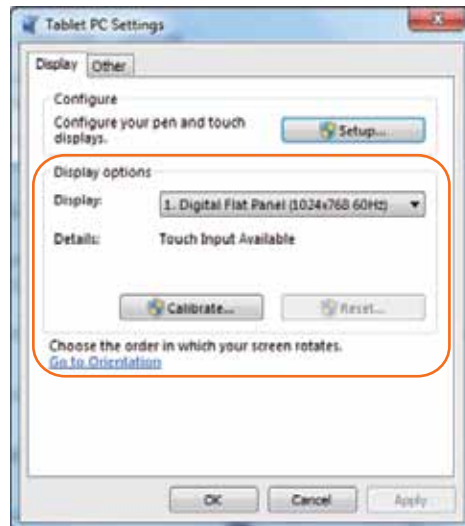 Tablet PC Settings
Display Other
Configure
Configure your pen and touch
displays.
Setup...
Display options
Display: 1. Digital Flat Panel (1024x768 60Hz)
Details: Touch Input Available
Calibrate... Reset...
Choose the order in which your screen rotates.
Go to Orientation
OK Cancel Apply